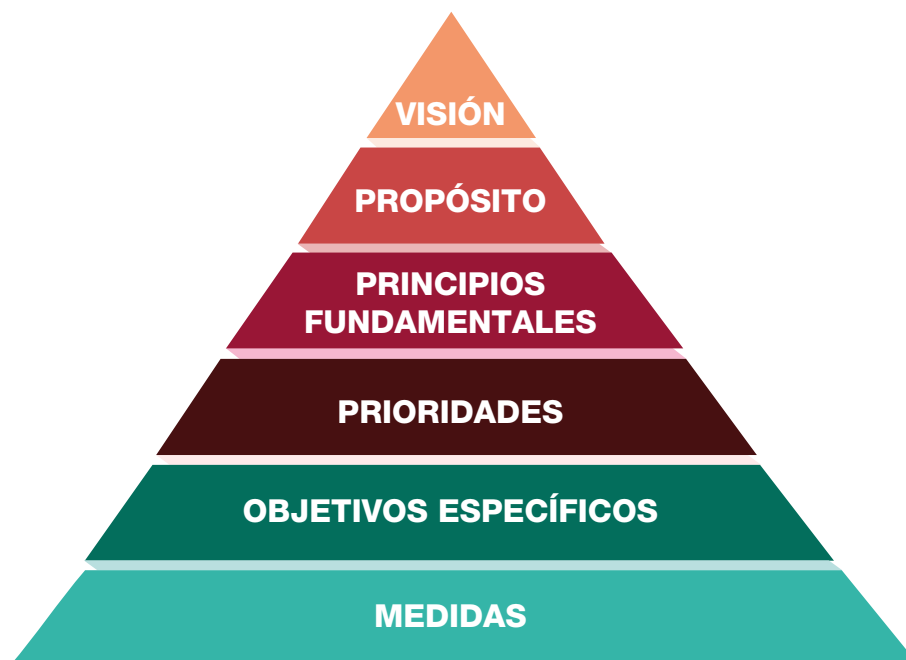 VISIÓN
PROPÓSITO
PRINCIPIOS
FUNDAMENTALES
PRIORIDADES
OBJETIVOS ESPECÍFICOS
MEDIDAS